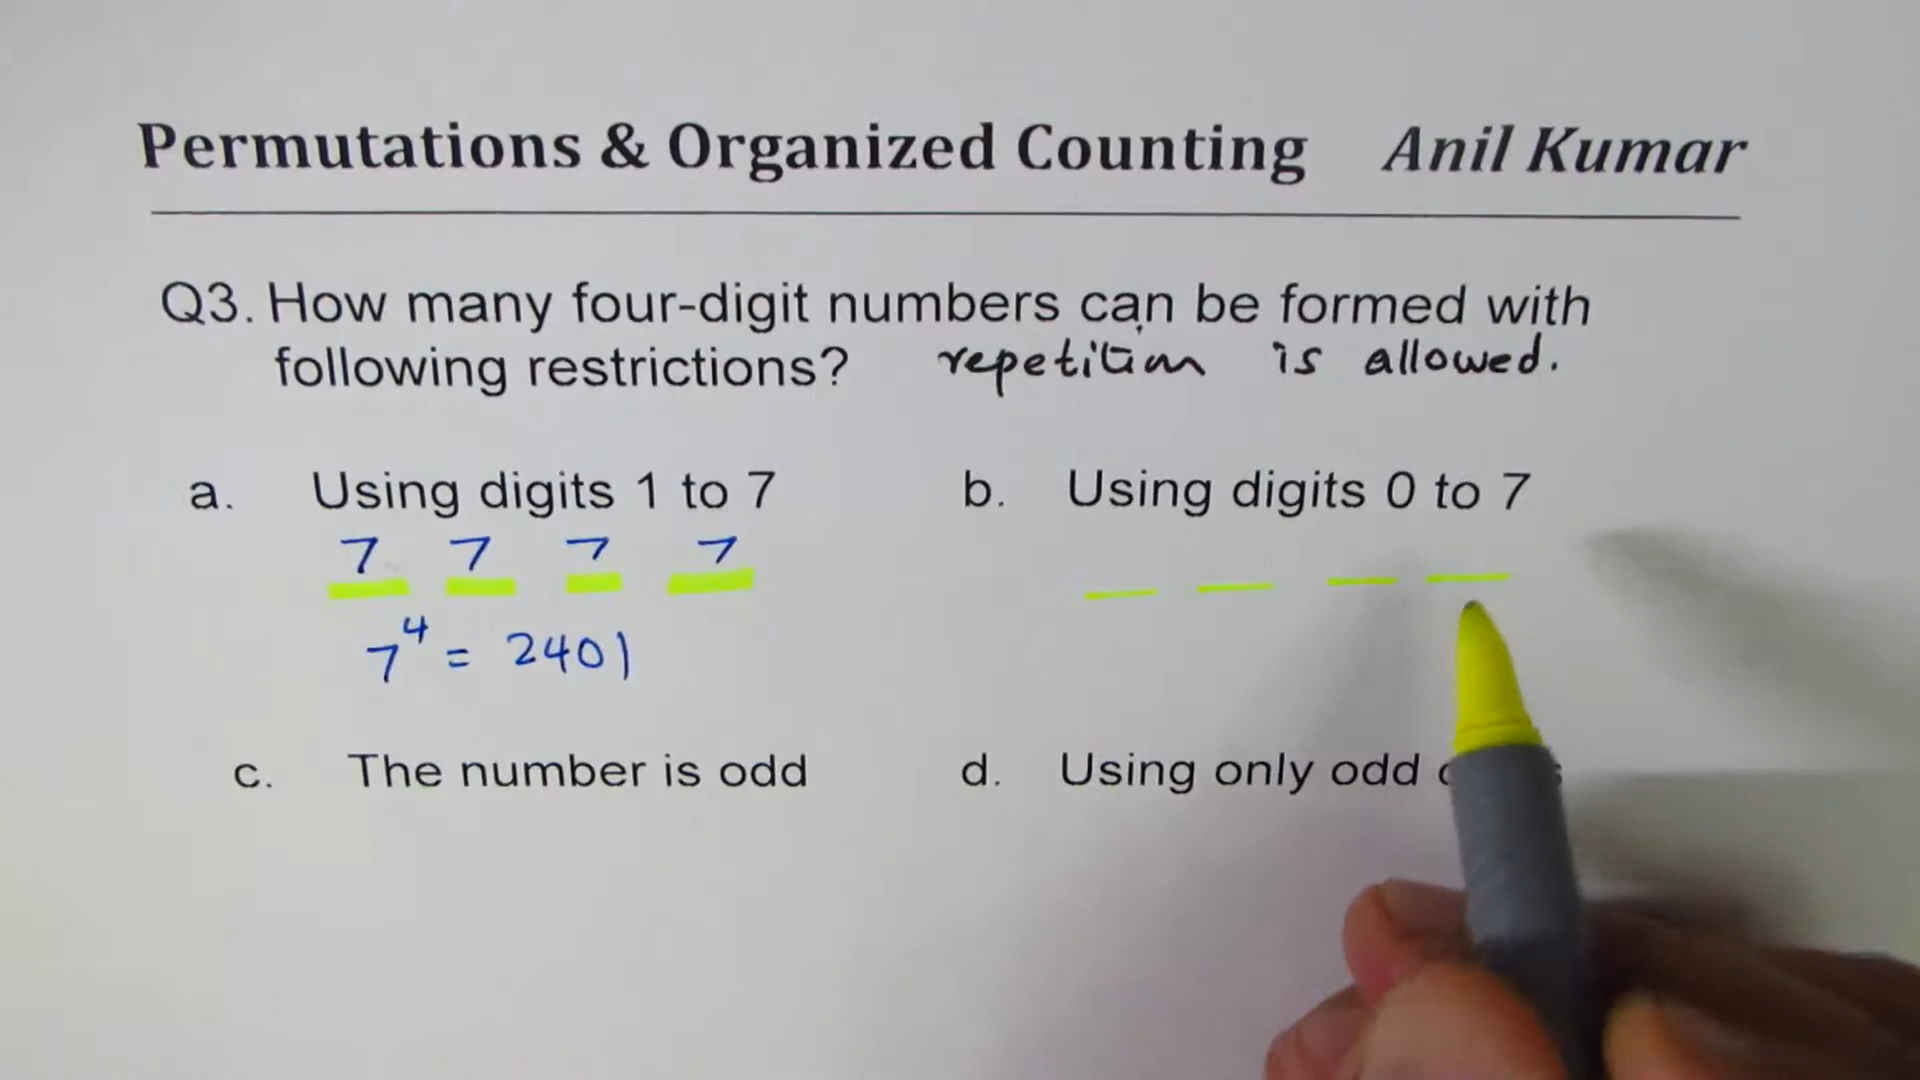 Permutations & Organized Counting Anil Kumar
Q3. How many four-digit numbers can be formed with
following restrictions? repetition is allowed.
a. Using digits 1 to 7
7 7 7 7
7⁴ = 2401
b. Using digits 0 to 7
c. The number is odd
d. Using only odd